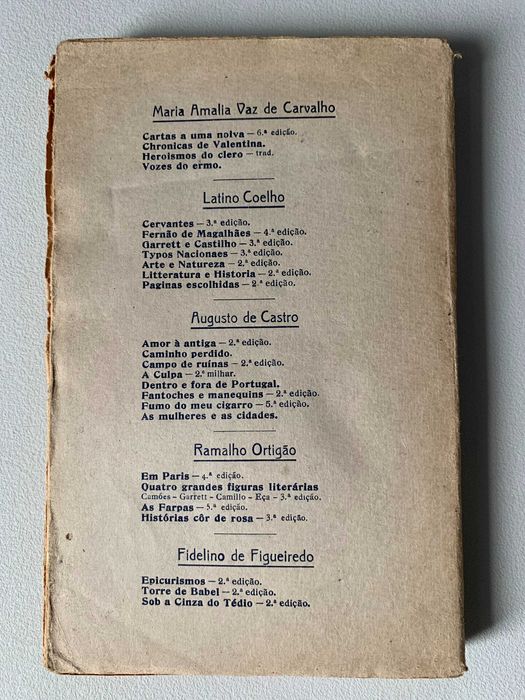 Maria Amalia Vaz de Carvalho
Cartas a uma noiva — 6.ª edição.
Chronicas de Valentina.
Heroismos do clero — trad.
Vozes do ermo.
Latino Coelho
Cervantes — 3.ª edição.
Fernão de Magalhães — 4.ª edição.
Garrett e Castilho — 3.ª edição.
Typos Nacionaes — 3.ª edição.
Arte e Natureza — 2.ª edição.
Litteratura e Historia — 2.ª edição.
Paginas escolhidas — 2 ª edição.
Augusto de Castro
Amor à antiga — 2.ª edição.
Caminho perdido.
Campo de ruínas — 2.ª edição.
A Culpa — 2.º milhar.
Dentro e fora de Portugal.
Fantoches e manequins — 2.ª edição.
Fumo do meu cigarro — 5.ª edição.
As mulheres e as cidades.
Ramalho Ortigão
Em Paris — 4.ª edição.
Quatro grandes figuras literárias
Camões - Garrett - Camillo - Eça - 3.ª edição.
As Farpas — 5.ª edição.
Histórias côr de rosa — 3.ª edição.
Fidelino de Figueiredo
Epicurismos — 2.ª edição.
Torre de Babel — 2.ª edição.
Sob a Cinza do Tédio — 2.ª edição.